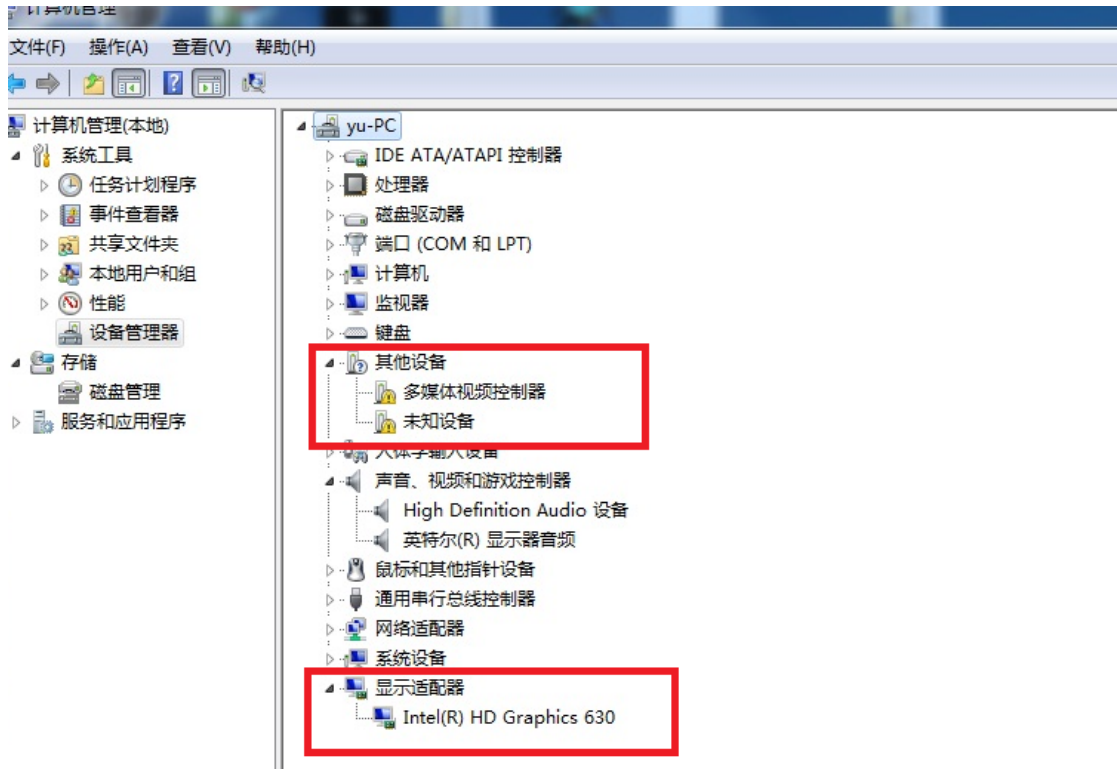 计算机管理
文件(F) 操作(A) 查看(V) 帮助(H)
计算机管理(本地)
系统工具
任务计划程序
事件查看器
共享文件夹
本地用户和组
性能
设备管理器
存储
磁盘管理
服务和应用程序
yu-PC
IDE ATA/ATAPI 控制器
处理器
磁盘驱动器
端口 (COM 和 LPT)
计算机
监视器
键盘
其他设备
多媒体视频控制器
未知设备
人体学输入设备
声音、视频和游戏控制器
High Definition Audio 设备
英特尔(R) 显示器音频
鼠标和其他指针设备
通用串行总线控制器
网络适配器
系统设备
显示适配器
Intel(R) HD Graphics 630